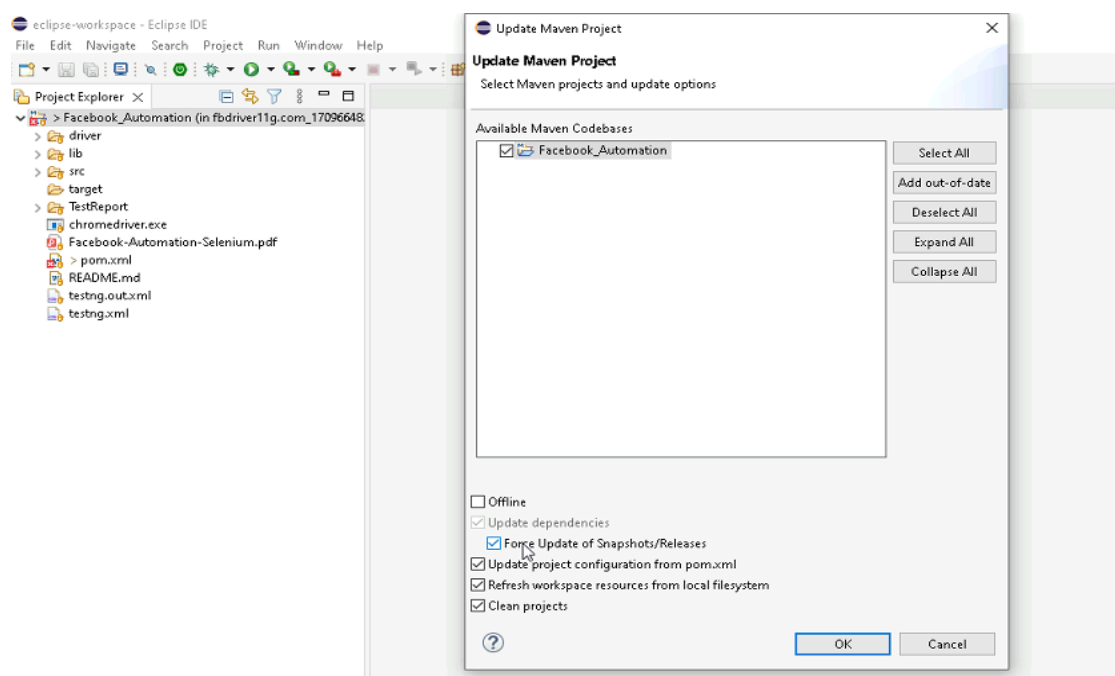 eclipse-workspace - Eclipse IDE
File Edit Navigate Search Project Run Window Help
Project Explorer
> Facebook_Automation (in fbdriver11g.com_17096648
driver
lib
src
target
TestReport
chromedriver.exe
Facebook-Automation-Selenium.pdf
> pom.xml
README.md
testng.out.xml
testng.xml
Update Maven Project
Update Maven Project
Select Maven projects and update options
Available Maven Codebases
Facebook_Automation
Select All
Add out-of-date
Deselect All
Expand All
Collapse All
Offline
Update dependencies
Force Update of Snapshots/Releases
Update project configuration from pom.xml
Refresh workspace resources from local filesystem
Clean projects
OK
Cancel